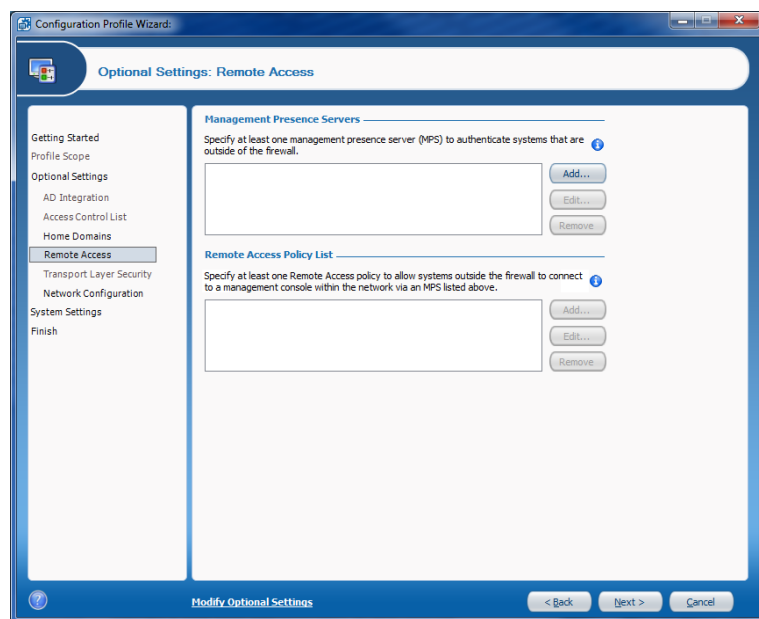 Configuration Profile Wizard:
Optional Settings: Remote Access
Getting Started
Profile Scope
Optional Settings
AD Integration
Access Control List
Home Domains
Remote Access
Transport Layer Security
Network Configuration
System Settings
Finish
Management Presence Servers
Specify at least one management presence server (MPS) to authenticate systems that are
outside of the firewall.
Add...
Edit...
Remove
Remote Access Policy List
Specify at least one Remote Access policy to allow systems outside the firewall to connect
to a management console within the network via an MPS listed above.
Add...
Edit...
Remove
Modify Optional Settings
< Back
Next >
Cancel